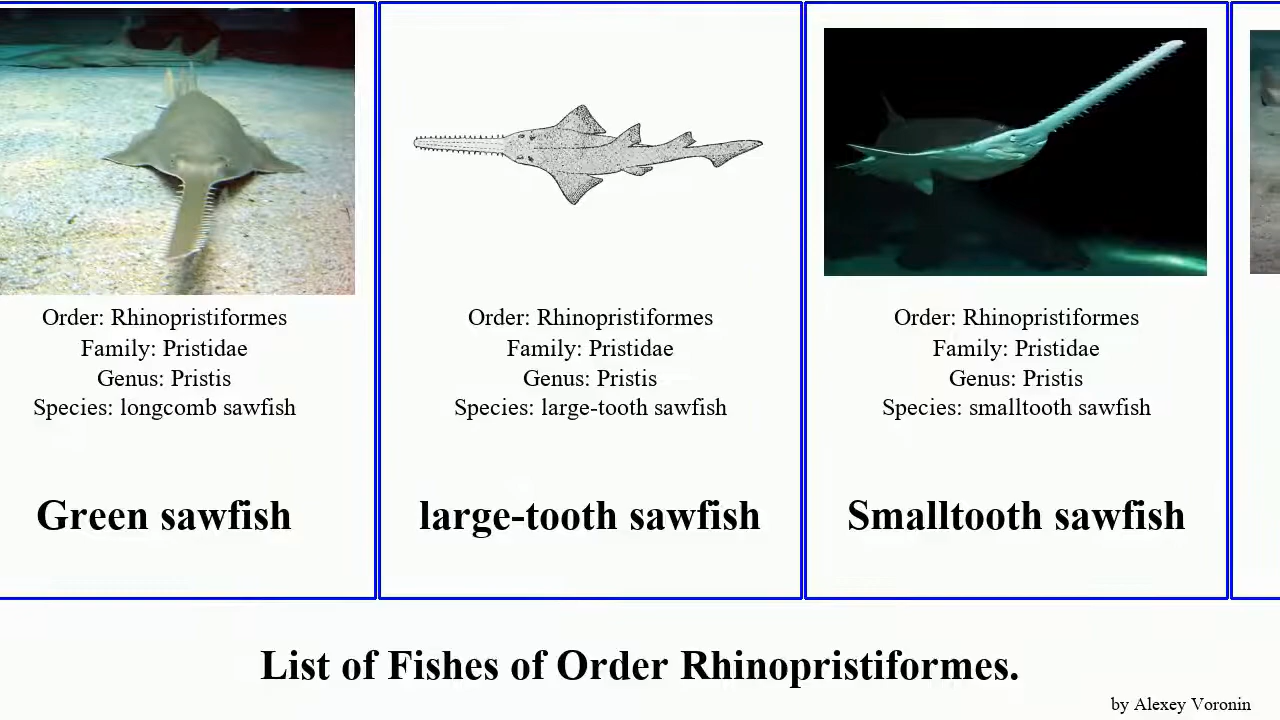 Order: Rhinopristiformes
Family: Pristidae
Genus: Pristis
Species: longcomb sawfish
Green sawfish
Order: Rhinopristiformes
Family: Pristidae
Genus: Pristis
Species: large-tooth sawfish
large-tooth sawfish
Order: Rhinopristiformes
Family: Pristidae
Genus: Pristis
Species: smalltooth sawfish
Smalltooth sawfish
List of Fishes of Order Rhinopristiformes.
by Alexey Voronin